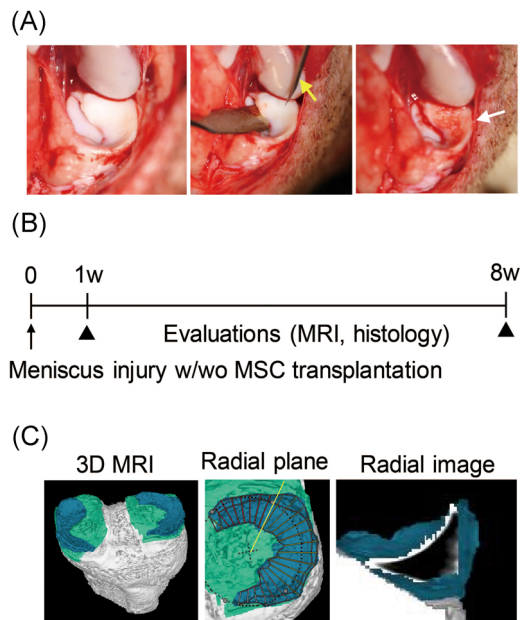 (A)
(B)
0 1w 8w
Evaluations (MRI, histology)
Meniscus injury w/wo MSC transplantation
(C)
3D MRI Radial plane Radial image